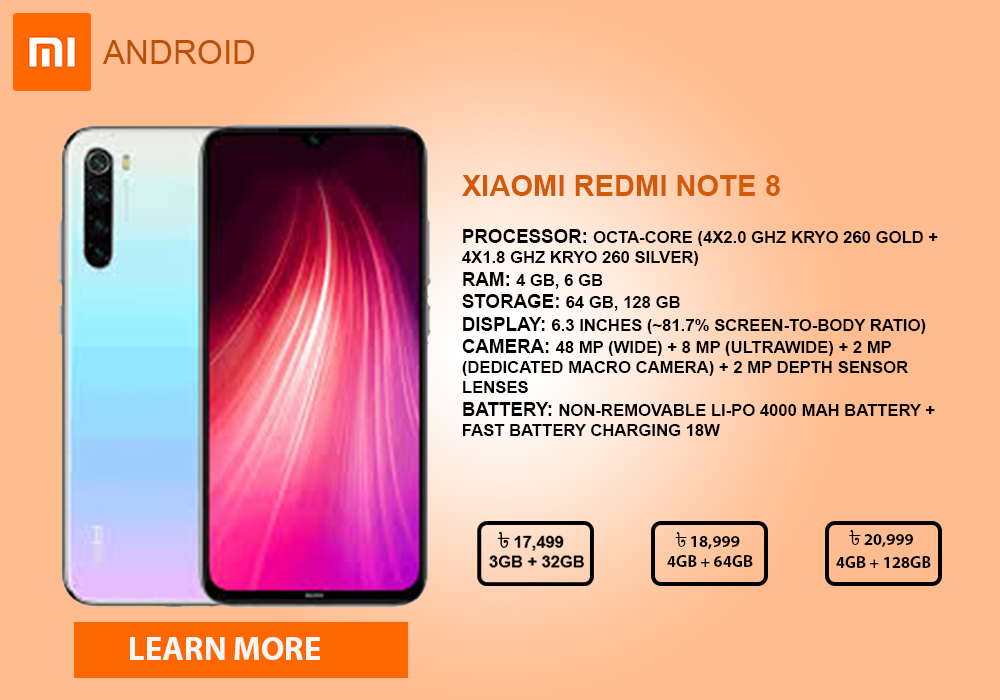 mi ANDROID
XIAOMI REDMI NOTE 8
PROCESSOR: OCTA-CORE (4X2.0 GHZ KRYO 260 GOLD +
4X1.8 GHZ KRYO 260 SILVER)
RAM: 4 GB, 6 GB
STORAGE: 64 GB, 128 GB
DISPLAY: 6.3 INCHES (~81.7% SCREEN-TO-BODY RATIO)
CAMERA: 48 MP (WIDE) + 8 MP (ULTRAWIDE) + 2 MP
(DEDICATED MACRO CAMERA) + 2 MP DEPTH SENSOR
LENSES
BATTERY: NON-REMOVABLE LI-PO 4000 MAH BATTERY +
FAST BATTERY CHARGING 18W
৳ 17,499
3GB + 32GB
৳ 18,999
4GB + 64GB
৳ 20,999
4GB + 128GB
LEARN MORE